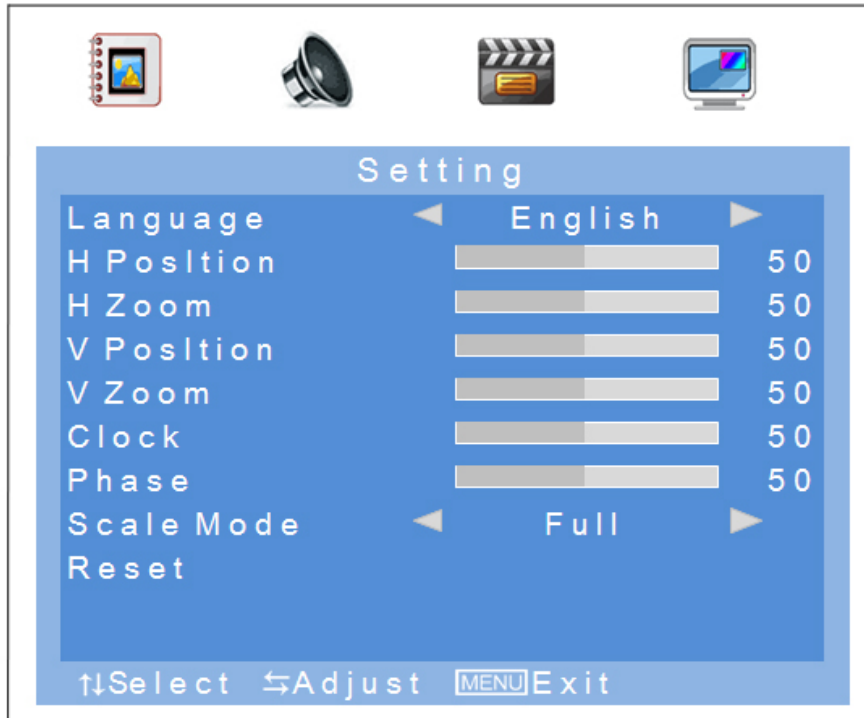 Setting
Language English
H PosItion 50
H Zoom 50
V PosItion 50
V Zoom 50
Clock 50
Phase 50
Scale Mode Full
Reset
↑↓Select ⇆Adjust MENU Exit